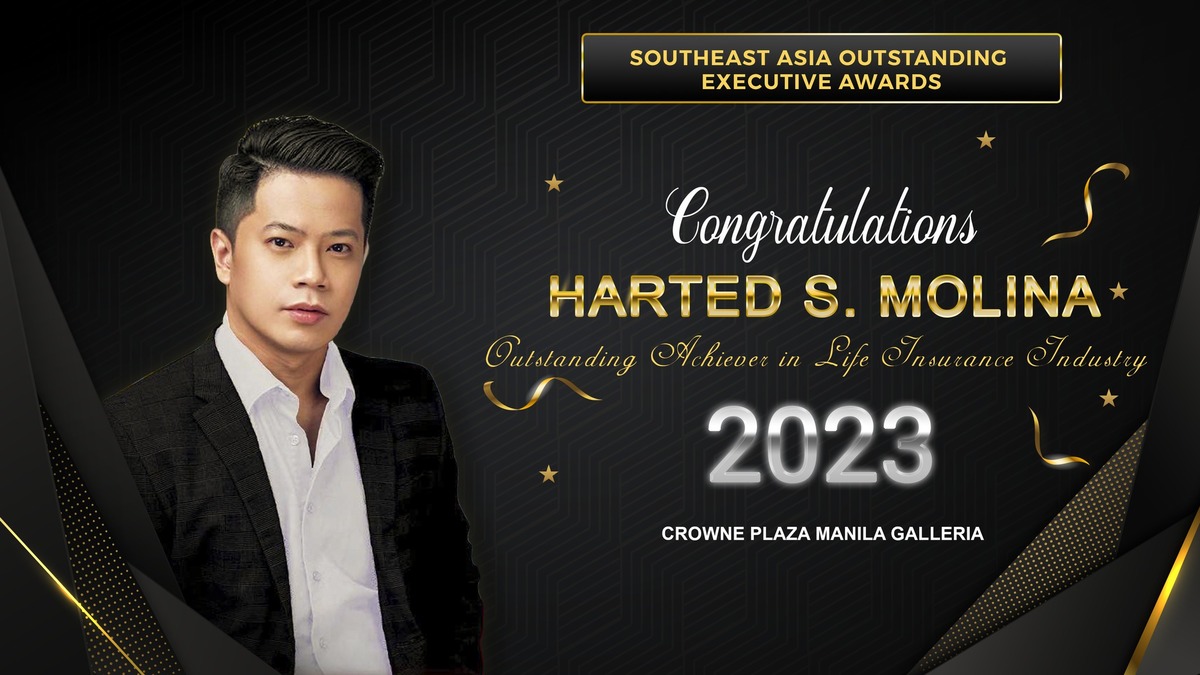 SOUTHEAST ASIA OUTSTANDING
EXECUTIVE AWARDS
Congratulations
HARTED S. MOLINA
Outstanding Achiever in Life Insurance Industry
2023
CROWNE PLAZA MANILA GALLERIA